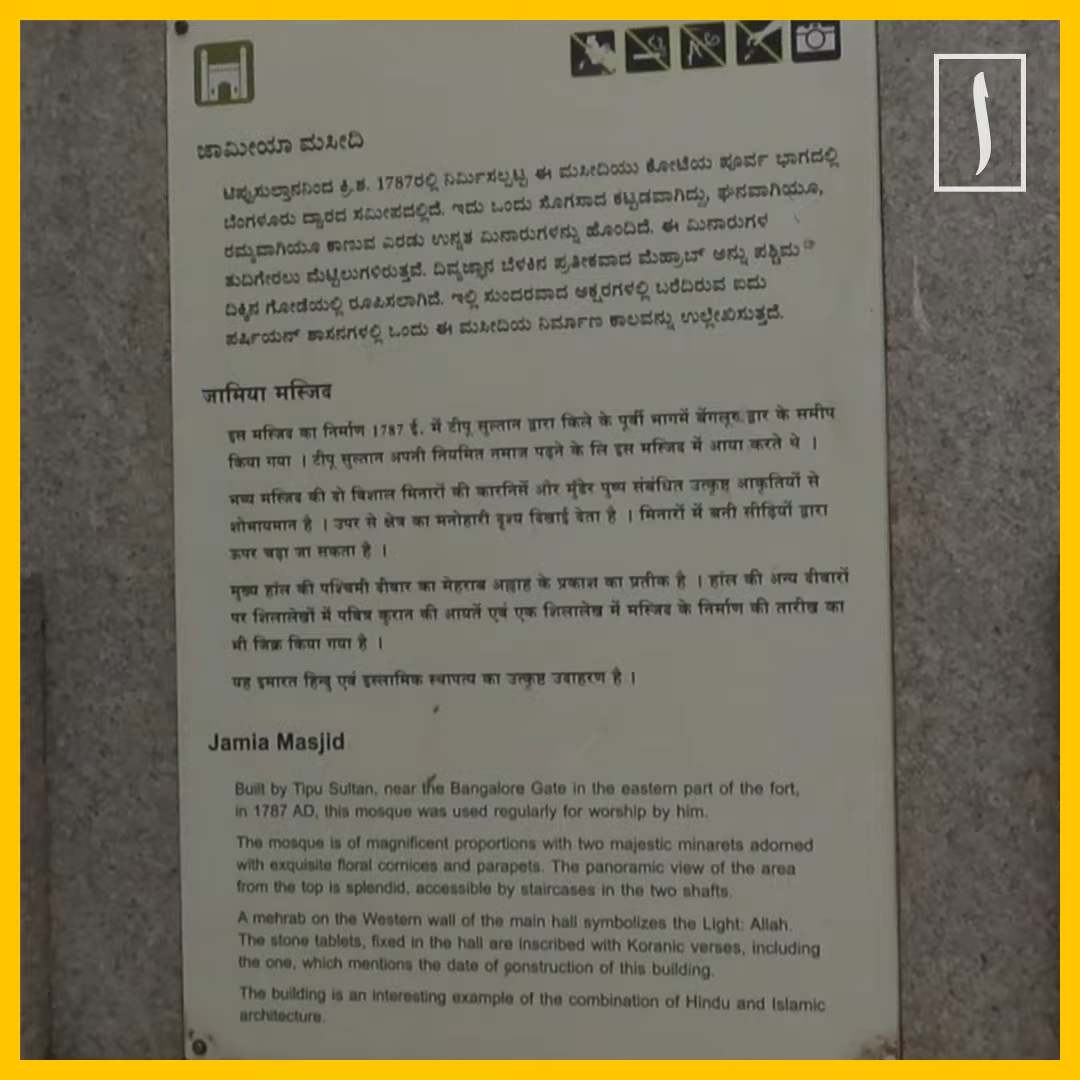 ಜಾಮೀಯಾ ಮಸೀದಿ
ಟಿಪ್ಪುಸುಲ್ತಾನನಿಂದ ಕ್ರಿ.ಶ. 1787ರಲ್ಲಿ ನಿರ್ಮಿಸಲ್ಪಟ್ಟ ಈ ಮಸೀದಿಯು ಕೋಟೆಯ ಪೂರ್ವ ಭಾಗದಲ್ಲಿ
ಬೆಂಗಳೂರು ದ್ವಾರದ ಸಮೀಪದಲ್ಲಿದೆ. ಇದು ಒಂದು ಸೊಗಸಾದ ಕಟ್ಟಡವಾಗಿದ್ದು, ಘನವಾಗಿಯೂ,
ರಮ್ಯವಾಗಿಯೂ ಕಾಣುವ ಎರಡು ಉನ್ನತ ಮಿನಾರುಗಳನ್ನು ಹೊಂದಿದೆ. ಈ ಮಿನಾರುಗಳ
ತುದಿಗೇರಲು ಮೆಟ್ಟಿಲುಗಳಿರುತ್ತವೆ. ದಿವ್ಯಜ್ಞಾನ ಬೆಳಕಿನ ಪ್ರತೀಕವಾದ ಮೆಹ್ರಾಬ್ ಅನ್ನು ಪಶ್ಚಿಮ
ದಿಕ್ಕಿನ ಗೋಡೆಯಲ್ಲಿ ರೂಪಿಸಲಾಗಿದೆ. ಇಲ್ಲಿ ಸುಂದರವಾದ ಅಕ್ಷರಗಳಲ್ಲಿ ಬರೆದಿರುವ ಐದು
ಪರ್ಷಿಯನ್ ಶಾಸನಗಳಲ್ಲಿ ಒಂದು ಈ ಮಸೀದಿಯ ನಿರ್ಮಾಣ ಕಾಲವನ್ನು ಉಲ್ಲೇಖಿಸುತ್ತದೆ.
जामिया मस्जिद
इस मस्जिद का निर्माण 1787 ई. में टीपू सुल्तान द्वारा किले के पूर्वी भागमें बेंगलूरु द्वार के समीप
किया गया । टीपू सुल्तान अपनी नियमित नमाज पढ़ने के लि इस मस्जिद में आया करते थे ।
भव्य मस्जिद की दो विशाल मिनारों की कारनिसें और मुंडेर पुष्प संबंधित उत्कृष्ट आकृतियों से
शोभायमान है । उपर से क्षेत्र का मनोहारी दृश्य दिखाई देता है । मिनारों में बनी सीढ़ियों द्वारा
ऊपर चढ़ा जा सकता है ।
मुख्य हांल की पश्चिमी दीवार का मेहराब अल्लाह के प्रकाश का प्रतीक है । हांल की अन्य दीवारों
पर शिलालेखों में पवित्र कुरान की आयतें एवं एक शिलालेख में मस्जिद के निर्माण की तारीख का
भी जिक्र किया गया है ।
यह इमारत हिन्दु एवं इस्लामिक स्थापत्य का उत्कृष्ट उदाहरण है ।
Jamia Masjid
Built by Tipu Sultan, near the Bangalore Gate in the eastern part of the fort,
in 1787 AD, this mosque was used regularly for worship by him.
The mosque is of magnificent proportions with two majestic minarets adorned
with exquisite floral cornices and parapets. The panoramic view of the area
from the top is splendid, accessible by staircases in the two shafts.
A mehrab on the Western wall of the main hall symbolizes the Light: Allah.
The stone tablets, fixed in the hall are inscribed with Koranic verses, including
the one, which mentions the date of construction of this building.
The building is an interesting example of the combination of Hindu and Islamic
architecture.